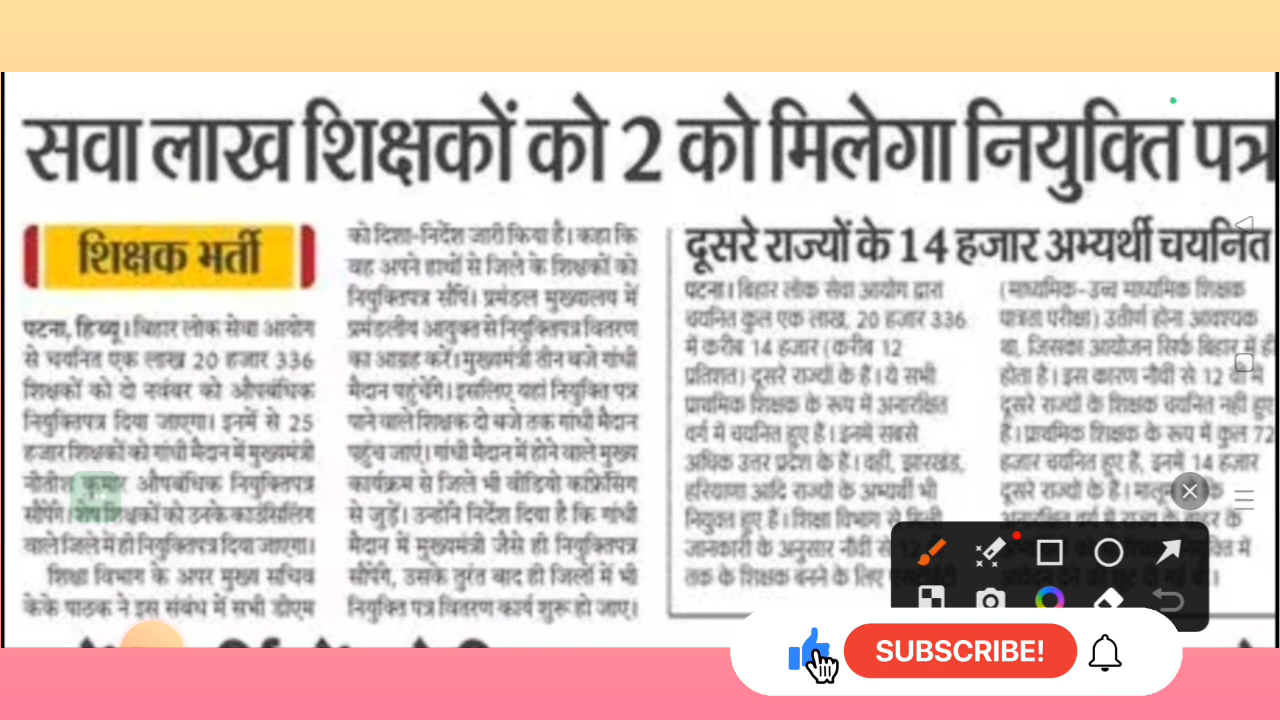 सवा लाख शिक्षकों को 2 को मिलेगा नियुक्ति पत्र
शिक्षक भर्ती
पटना, हिब्यू। बिहार लोक सेवा आयोग
से चयनित एक लाख 20 हजार 336
शिक्षकों को दो नवंबर को औपबंधिक
नियुक्तिपत्र दिया जाएगा। इनमें से 25
हजार शिक्षकों को गांधी मैदान में मुख्यमंत्री
नीतीश कुमार औपबंधिक नियुक्तिपत्र
सौंपेंगे। शेष शिक्षकों को उनके काउंसिलिंग
वाले जिले में ही नियुक्तिपत्र दिया जाएगा।
शिक्षा विभाग के अपर मुख्य सचिव
केके पाठक ने इस संबंध में सभी डीएम
को दिशा-निर्देश जारी किया है। कहा कि
वह अपने हाथों से जिले के शिक्षकों को
नियुक्तिपत्र सौंपें। प्रमंडल मुख्यालय में
प्रमंडलीय आयुक्त से नियुक्तिपत्र वितरण
का आग्रह करें। मुख्यमंत्री तीन बजे गांधी
मैदान पहुंचेंगे। इसलिए यहां नियुक्ति पत्र
पाने वाले शिक्षक दो बजे तक गांधी मैदान
पहुंच जाएं। गांधी मैदान में होने वाले मुख्य
कार्यक्रम से जिले भी वीडियो कांफ्रेंसिंग
से जुड़ें। उन्होंने निर्देश दिया है कि गांधी
मैदान में मुख्यमंत्री जैसे ही नियुक्तिपत्र
सौंपेंगे, उसके तुरंत बाद ही जिलों में भी
नियुक्ति पत्र वितरण कार्य शुरू हो जाए।
दूसरे राज्यों के 14 हजार अभ्यर्थी चयनित
पटना। बिहार लोक सेवा आयोग द्वारा
चयनित कुल एक लाख, 20 हजार 336
में करीब 14 हजार (करीब 12
प्रतिशत) दूसरे राज्यों के हैं। ये सभी
प्राथमिक शिक्षक के रूप में अनारक्षित
वर्ग में चयनित हुए हैं। इनमें सबसे
अधिक उत्तर प्रदेश के हैं। वहीं, झारखंड,
हरियाणा आदि राज्यों के अभ्यर्थी भी
नियुक्त हुए हैं। शिक्षा विभाग से मिली
जानकारी के अनुसार नौवीं से 12 वीं
तक के शिक्षक बनने के लिए एसटीईटी
(माध्यमिक-उच्च माध्यमिक शिक्षक
पात्रता परीक्षा) उतीर्ण होना आवश्यक
था, जिसका आयोजन सिर्फ बिहार में ही
होता है। इस कारण नौवीं से 12 वीं में
दूसरे राज्यों के शिक्षक चयनित नहीं हुए
हैं। प्राथमिक शिक्षक के रूप में कुल 72
हजार चयनित हुए हैं, इनमें 14 हजार
दूसरे राज्यों के हैं।
SUBSCRIBE!